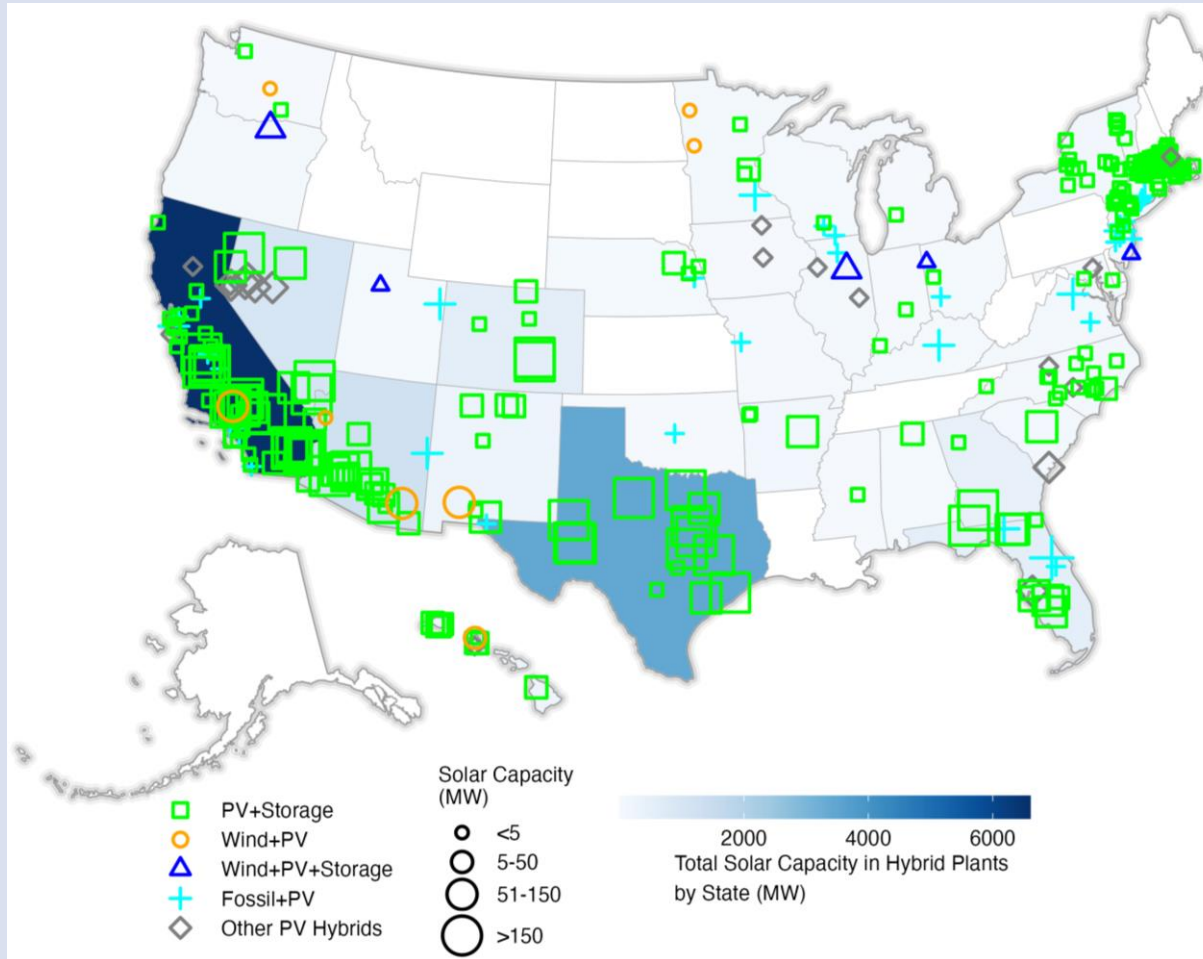 PV+Storage
Wind+PV
Wind+PV+Storage
Fossil+PV
Other PV Hybrids
Solar Capacity
(MW)
<5
5-50
51-150
>150
2000 4000 6000
Total Solar Capacity in Hybrid Plants
by State (MW)